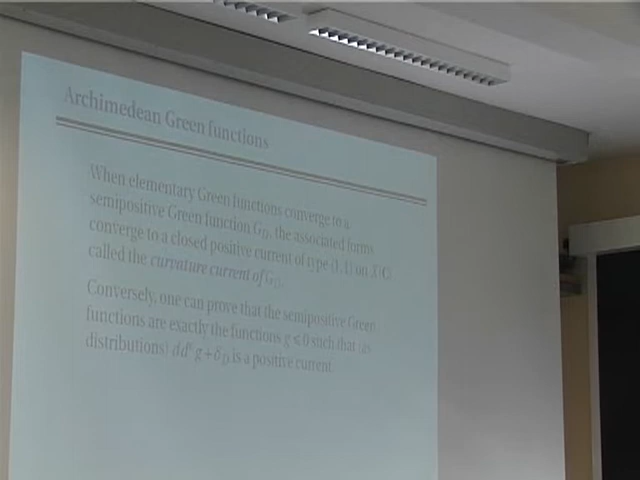 Archimedean Green functions
When elementary Green functions converge to a
semipositive Green function G_D, the associated forms
converge to a closed positive current of type (1, 1) on X(C)
called the curvature current of G_D.
Conversely, one can prove that the semipositive Green
functions are exactly the functions g ⩽ 0 such that (as
distributions) dd^c g + δ_D is a positive current.